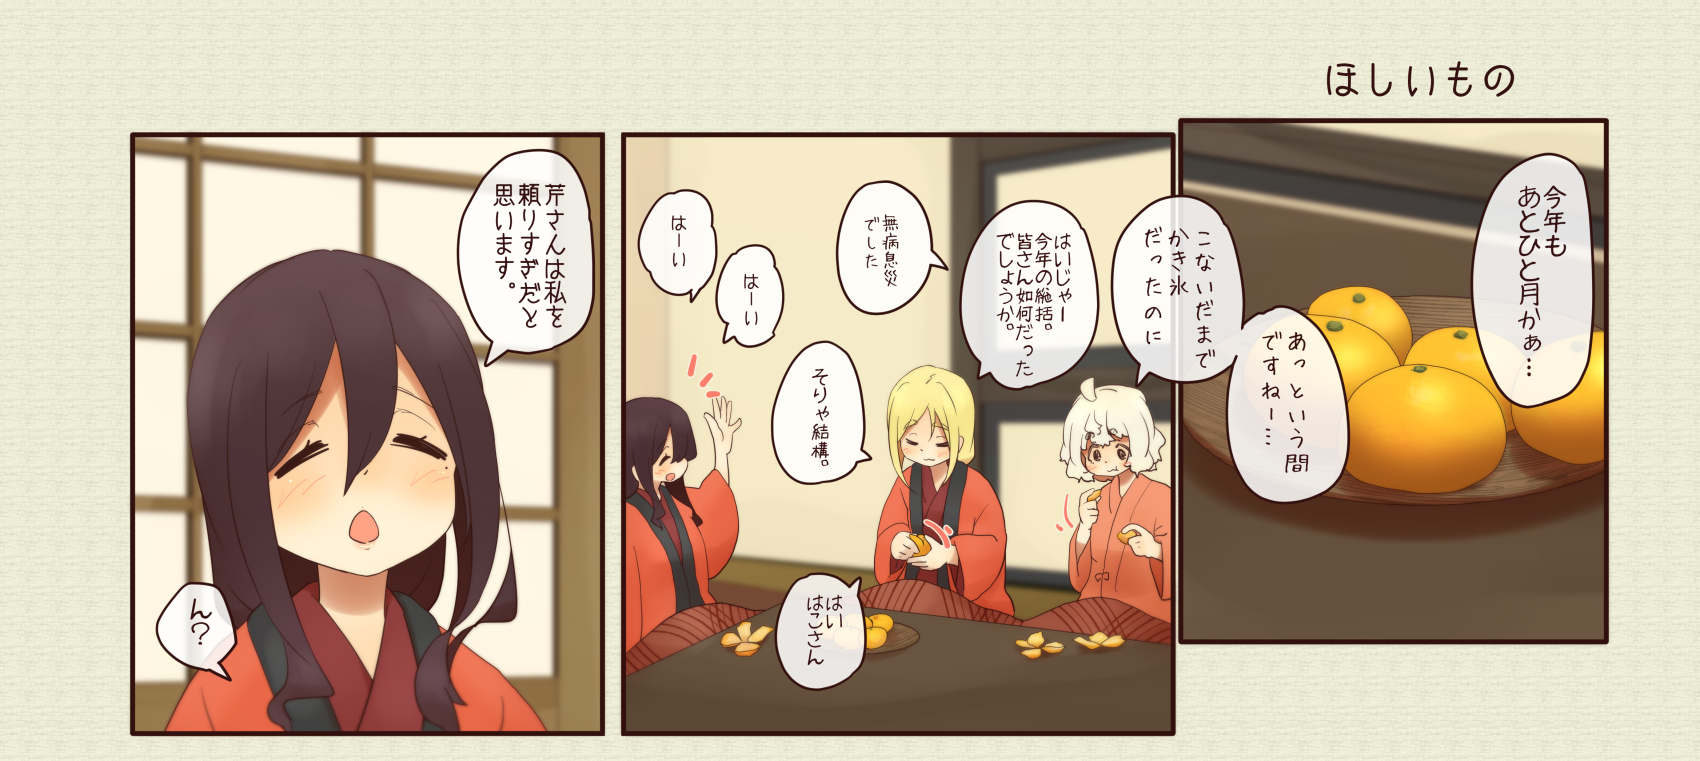 ほしいもの
今年も
あとひと月かぁ…
あっという間
ですねー…
こないだまで
かき氷
だったのに
はいじゃー
今年の総括。
皆さん如何だった
でしょうか。
無病息災
でした
そりゃ結構。
はーい
はーい
はい
はこさん
芹さんは私を
頼りすぎだと
思います。
ん?